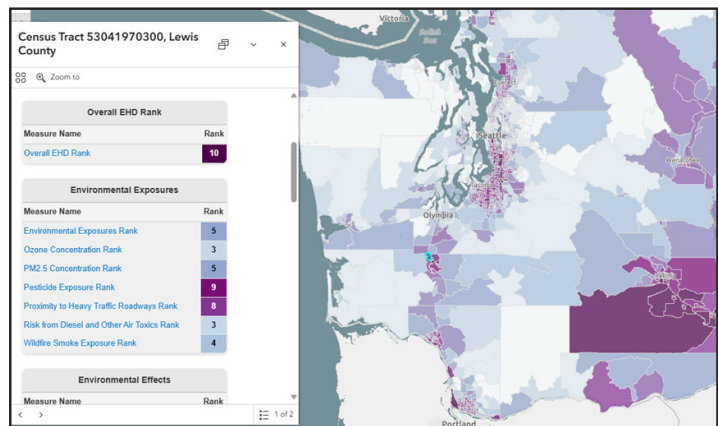 Census Tract 53041970300, Lewis
County
Zoom to
Overall EHD Rank
Measure Name Rank
Overall EHD Rank 10
Environmental Exposures
Measure Name Rank
Environmental Exposures Rank 5
Ozone Concentration Rank 3
PM2.5 Concentration Rank 5
Pesticide Exposure Rank 9
Proximity to Heavy Traffic Roadways Rank 8
Risk from Diesel and Other Air Toxics Rank 3
Wildfire Smoke Exposure Rank 4
Environmental Effects
Measure Name Rank
1 of 2
Victoria
Salish
Sea
Everett
Seattle
Olympia
Portland